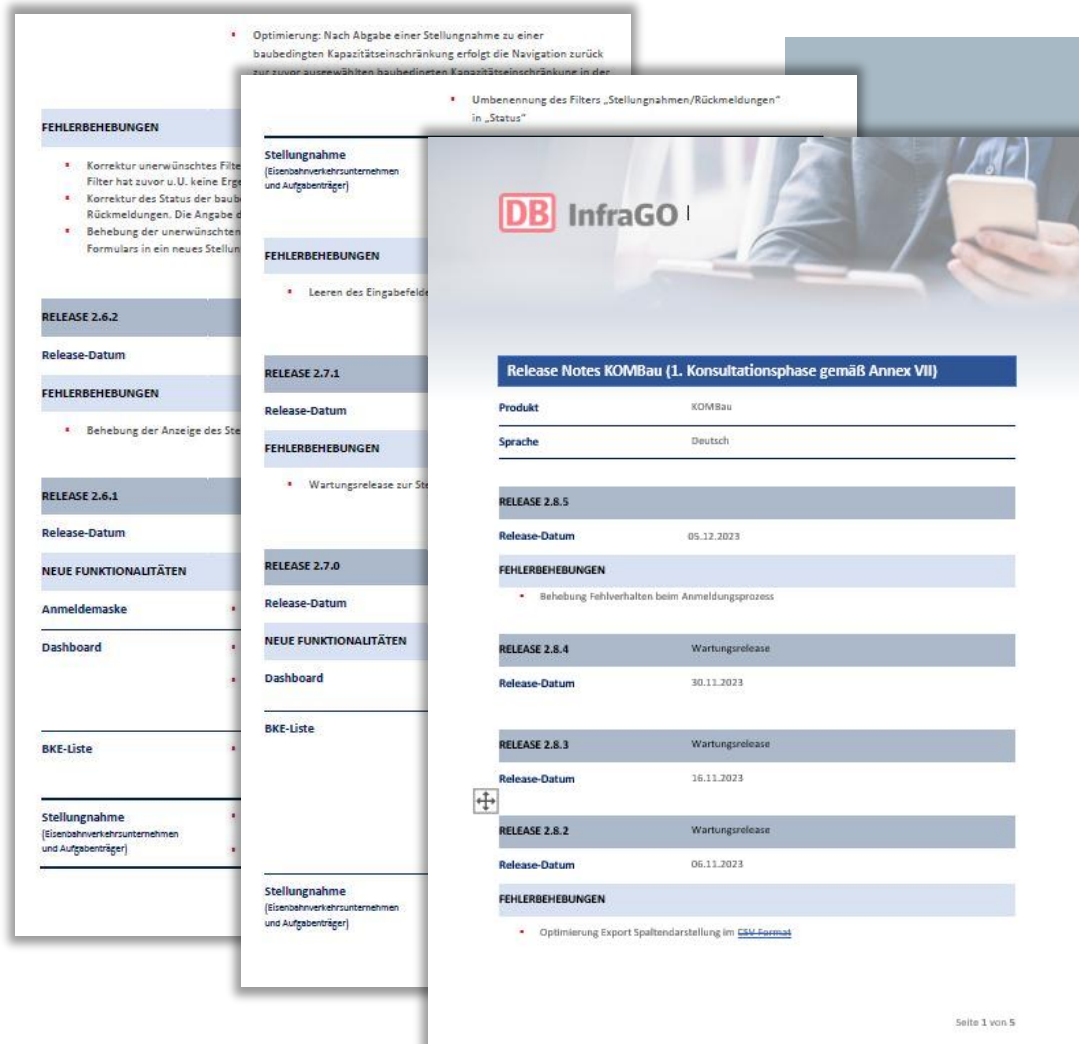 Optimierung: Nach Abgabe einer Stellungnahme zu einer
baubedingten Kapazitätseinschränkung erfolgt die Navigation zurück
zur zuvor ausgewählten baubedingten Kapazitätseinschränkung in der
FEHLERBEHEBUNGEN
Korrektur unerwünschtes
Filter hat zuvor u.U. keine
Korrektur des Status der
Rückmeldungen. Die Angabe
Behebung der unerwünschten
Formulars in ein neues
RELEASE 2.6.2
Release-Datum
FEHLERBEHEBUNGEN
Behebung der Anzeige des
RELEASE 2.6.1
Release-Datum
NEUE FUNKTIONALITÄTEN
Anmeldemaske
Dashboard
BKE-Liste
Stellungnahme
(Eisenbahnverkehrsunternehmen
und Aufgabenträger)
Umbenennung des Filters „Stellungnahmen/Rückmeldungen“
in „Status“
Stellungnahme
(Eisenbahnverkehrsunternehmen
und Aufgabenträger)
FEHLERBEHEBUNGEN
Leeren des
RELEASE 2.7.1
Release-Datum
FEHLERBEHEBUNGEN
Wartungsrelease zur
RELEASE 2.7.0
Release-Datum
NEUE FUNKTIONALITÄTEN
Dashboard
BKE-Liste
Stellungnahme
(Eisenbahnverkehrsunternehmen
und Aufgabenträger)
DB InfraGO |
Release Notes KOMBau (1. Konsultationsphase gemäß Annex VII)
Produkt KOMBau
Sprache Deutsch
RELEASE 2.8.5
Release-Datum 05.12.2023
FEHLERBEHEBUNGEN
Behebung Fehlverhalten beim Anmeldungsprozess
RELEASE 2.8.4 Wartungsrelease
Release-Datum 30.11.2023
RELEASE 2.8.3 Wartungsrelease
Release-Datum 16.11.2023
RELEASE 2.8.2 Wartungsrelease
Release-Datum 06.11.2023
FEHLERBEHEBUNGEN
Optimierung Export Spaltendarstellung im CSV-Format
Seite 1 von 5